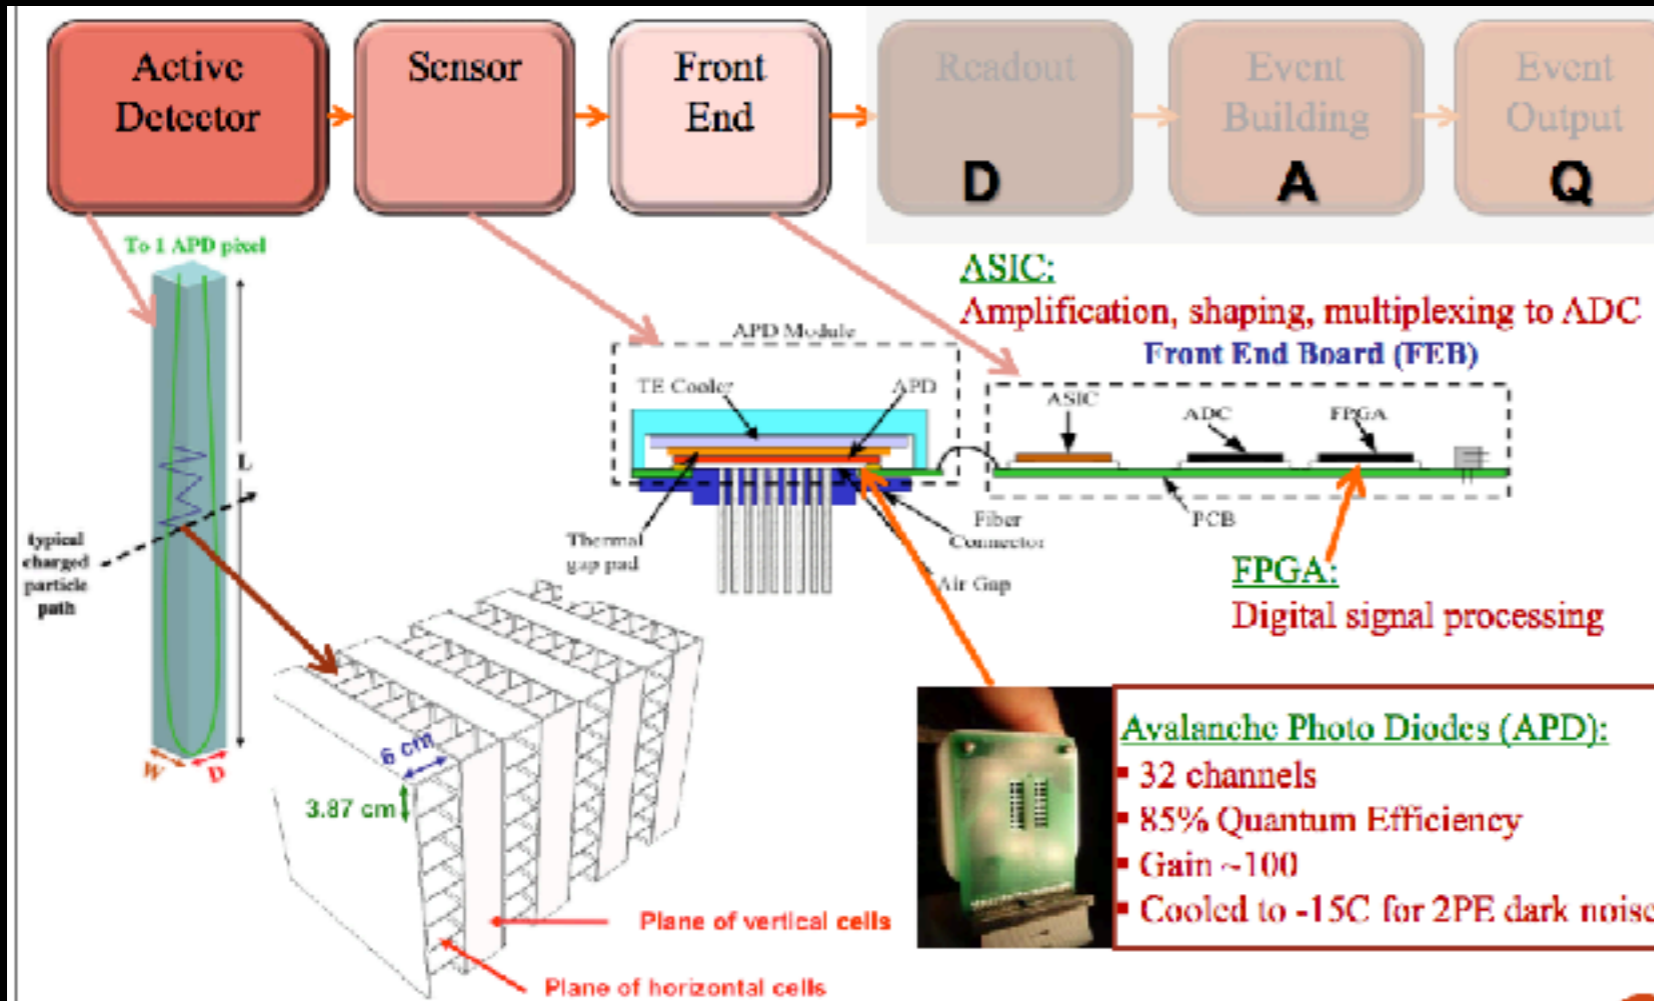 Active
Detector
Sensor
Front
End
Readout
D
Event
Building
A
Event
Output
Q
To 1 APD pixel
L
typical
charged
particle
path
W
D
APD Module
TE Cooler
APD
Thermal
gap pad
Fiber
Connector
Air Gap
ASIC:
Amplification, shaping, multiplexing to ADC
Front End Board (FEB)
ASIC
ADC
FPGA
PCB
FPGA:
Digital signal processing
6 cm
3.87 cm
Plane of vertical cells
Plane of horizontal cells
Avalanche Photo Diodes (APD):
▪ 32 channels
▪ 85% Quantum Efficiency
▪ Gain ~100
▪ Cooled to -15C for 2PE dark noise